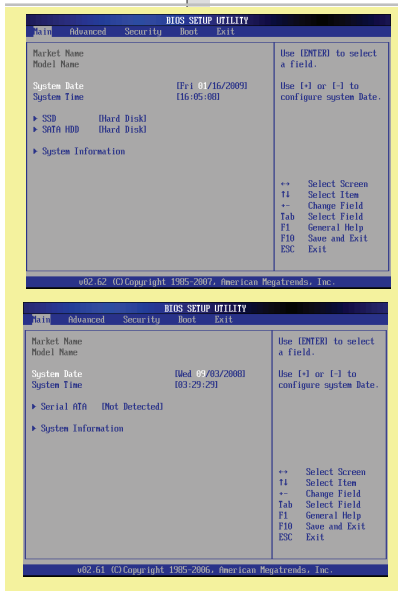 BIOS SETUP UTILITY
Main Advanced Security Boot Exit
Market Name
Model Name
System Date [Fri 01/16/2009]
System Time [16:05:08]
▶ SSD [Hard Disk]
▶ SATA HDD [Hard Disk]
▶ System Information
Use [ENTER] to select
a field.
Use [+] or [-] to
configure system Date.
↔ Select Screen
↑↓ Select Item
+- Change Field
Tab Select Field
F1 General Help
F10 Save and Exit
ESC Exit
v02.62 (C)Copyright 1985-2007, American Megatrends, Inc.
BIOS SETUP UTILITY
Main Advanced Security Boot Exit
Market Name
Model Name
System Date [Wed 09/03/2008]
System Time [03:29:29]
▶ Serial ATA [Not Detected]
▶ System Information
Use [ENTER] to select
a field.
Use [+] or [-] to
configure system Date.
↔ Select Screen
↑↓ Select Item
+- Change Field
Tab Select Field
F1 General Help
F10 Save and Exit
ESC Exit
v02.61 (C)Copyright 1985-2006, American Megatrends, Inc.